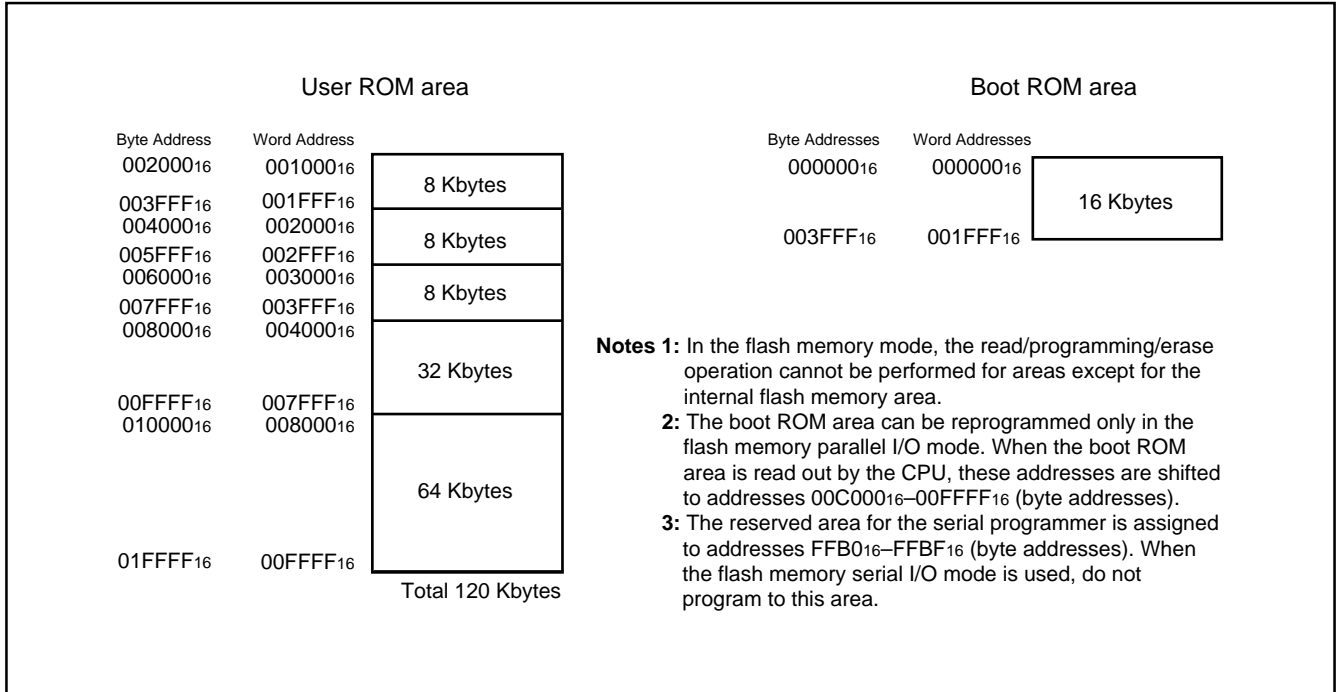 User ROM area
Byte Address Word Address
00200016 00100016
8 Kbytes
003FFF16 001FFF16
00400016 00200016
8 Kbytes
005FFF16 002FFF16
00600016 00300016
8 Kbytes
007FFF16 003FFF16
00800016 00400016
32 Kbytes
00FFFF16 007FFF16
01000016 00800016
64 Kbytes
01FFFF16 00FFFF16
Total 120 Kbytes
Boot ROM area
Byte Addresses Word Addresses
00000016 00000016
16 Kbytes
003FFF16 001FFF16
Notes 1: In the flash memory mode, the read/programming/erase
operation cannot be performed for areas except for the
internal flash memory area.
2: The boot ROM area can be reprogrammed only in the
flash memory parallel I/O mode. When the boot ROM
area is read out by the CPU, these addresses are shifted
to addresses 00C00016–00FFFF16 (byte addresses).
3: The reserved area for the serial programmer is assigned
to addresses FFB016–FFBF16 (byte addresses). When
the flash memory serial I/O mode is used, do not
program to this area.